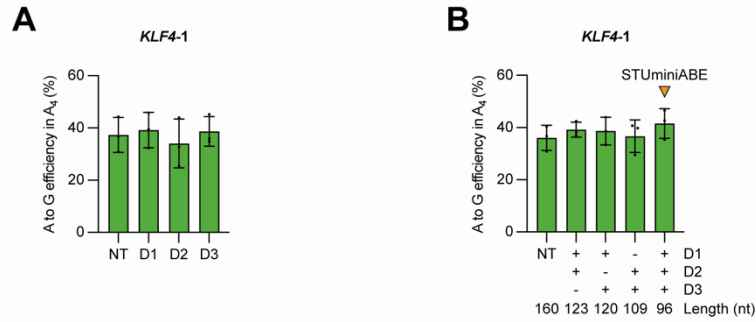 A
KLF4-1
A to G efficiency in A4 (%)
60
40
20
0
NT D1 D2 D3
B
KLF4-1
STUminiABE
A to G efficiency in A4 (%)
60
40
20
0
NT + + - + D1
+ - + + D2
- + + + D3
160 123 120 109 96 Length (nt)